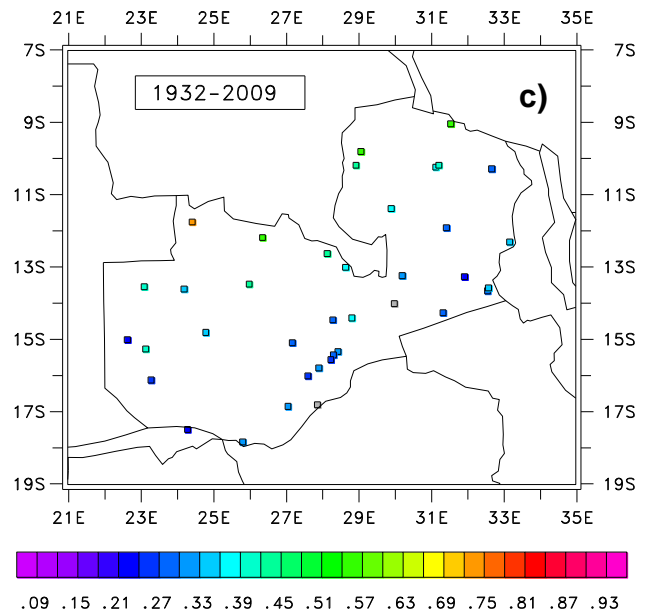 21E 23E 25E 27E 29E 31E 33E 35E
7S 7S
1932-2009 c)
9S 9S
11S 11S
13S 13S
15S 15S
17S 17S
19S 19S
21E 23E 25E 27E 29E 31E 33E 35E
.09 .15 .21 .27 .33 .39 .45 .51 .57 .63 .69 .75 .81 .87 .93